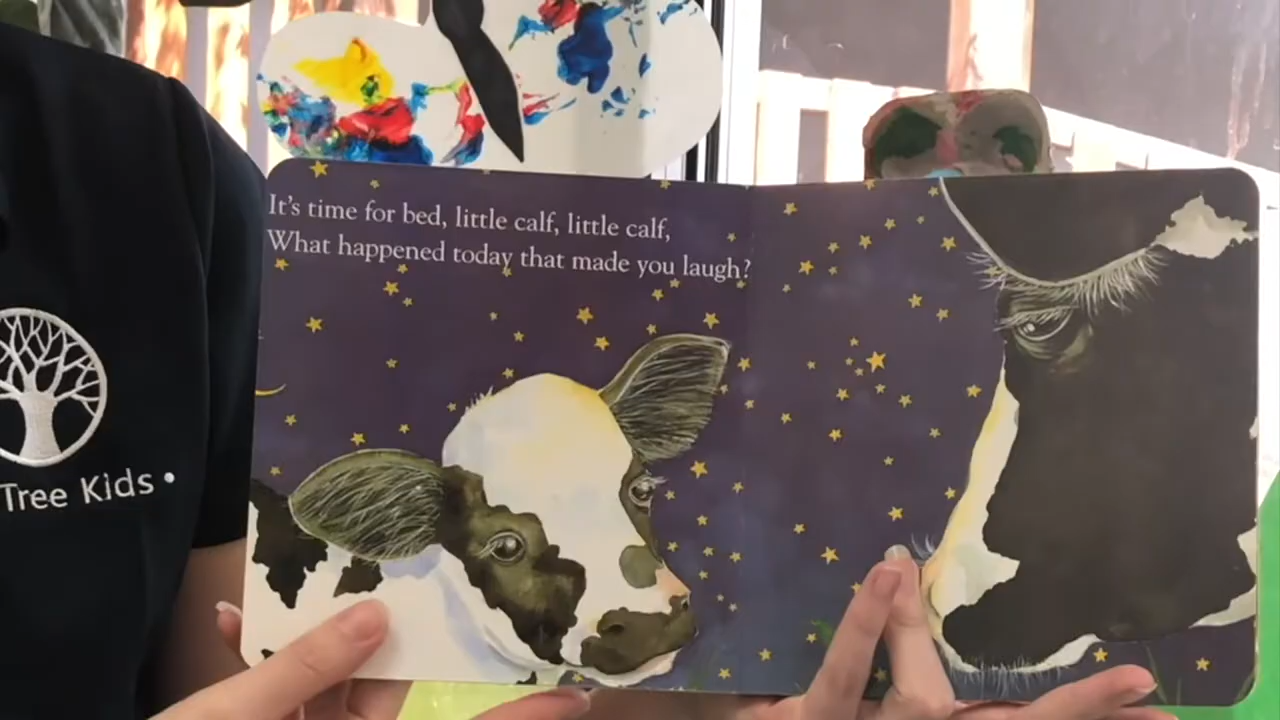 It's time for bed, little calf, little calf,
What happened today that made you laugh?
Tree Kids •